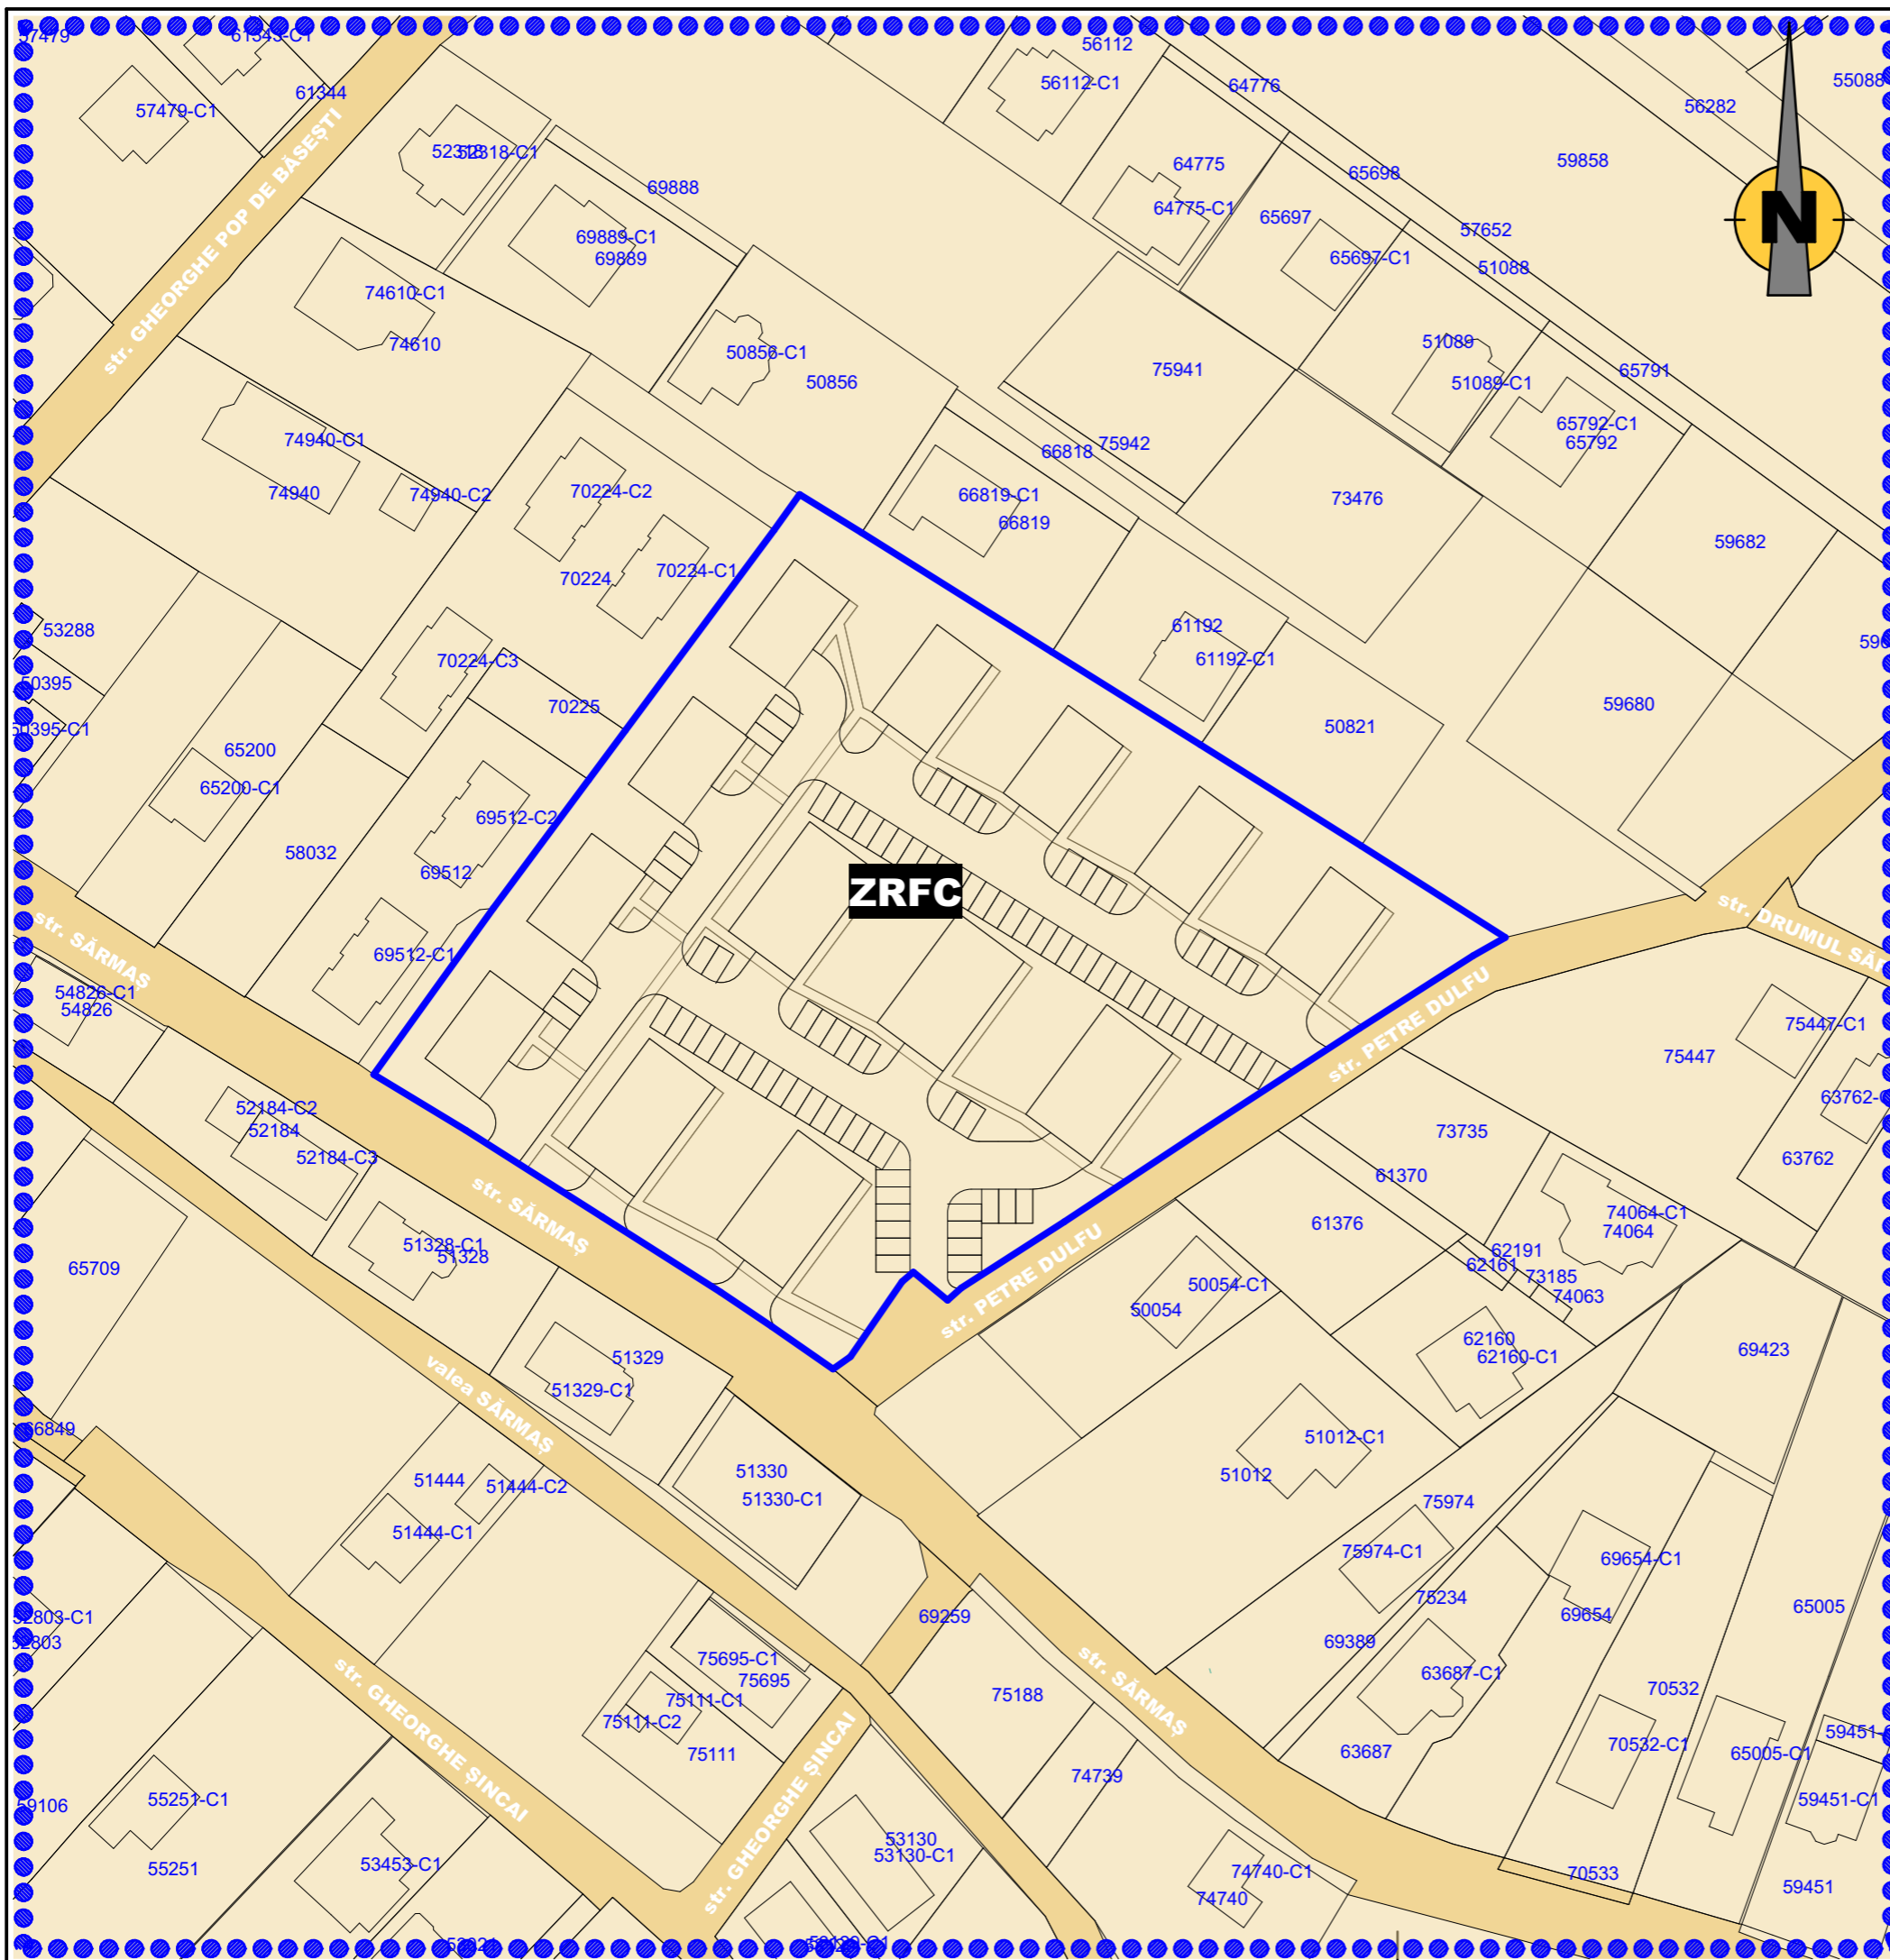 57479
61343-C1
56112
56112-C1
64776
55088
56282
57479-C1
61344
str. GHEORGHE POP DE BĂSEȘTI
52318
52318-C1
69888
64775
64775-C1
65698
59858
65697
65697-C1
57652
51088
N
69889-C1
69889
74610-C1
74610
50856-C1
50856
75941
51089
51089-C1
65791
65792-C1
65792
74940-C1
74940
74940-C2
66818
75942
70224-C2
66819-C1
66819
73476
59682
70224
70224-C1
53288
61192
61192-C1
70224-C3
50395
50395-C1
70225
59680
50821
65200
65200-C1
69512-C2
58032
69512
ZRFC
str. SĂRMAȘ
69512-C1
str. DRUMUL
54826-C1
54826
str. PETRE DULFU
75447-C1
75447
52184-C2
52184
52184-C3
63762
73735
61370
str. SĂRMAȘ
61376
74064-C1
74064
51328-C1
51328
65709
62191
62161
73185
74063
50054-C1
50054
str. PETRE DULFU
62160
62160-C1
69423
51329
51329-C1
valea SĂRMAȘ
66849
51330
51330-C1
51444
51444-C2
51444-C1
51012-C1
51012
75974
75974-C1
69654-C1
69654
75234
65005
52803-C1
52803
69259
69389
str. SĂRMAȘ
63687-C1
75695-C1
75695
75188
70532
75111-C1
75111-C2
75111
str. GHEORGHE ȘINCAI
str. GHEORGHE ȘINCAI
63687
70532-C1
65005-C1
74739
59451-C1
55251-C1
59106
55251
53453-C1
53130
53130-C1
74740-C1
74740
70533
59451